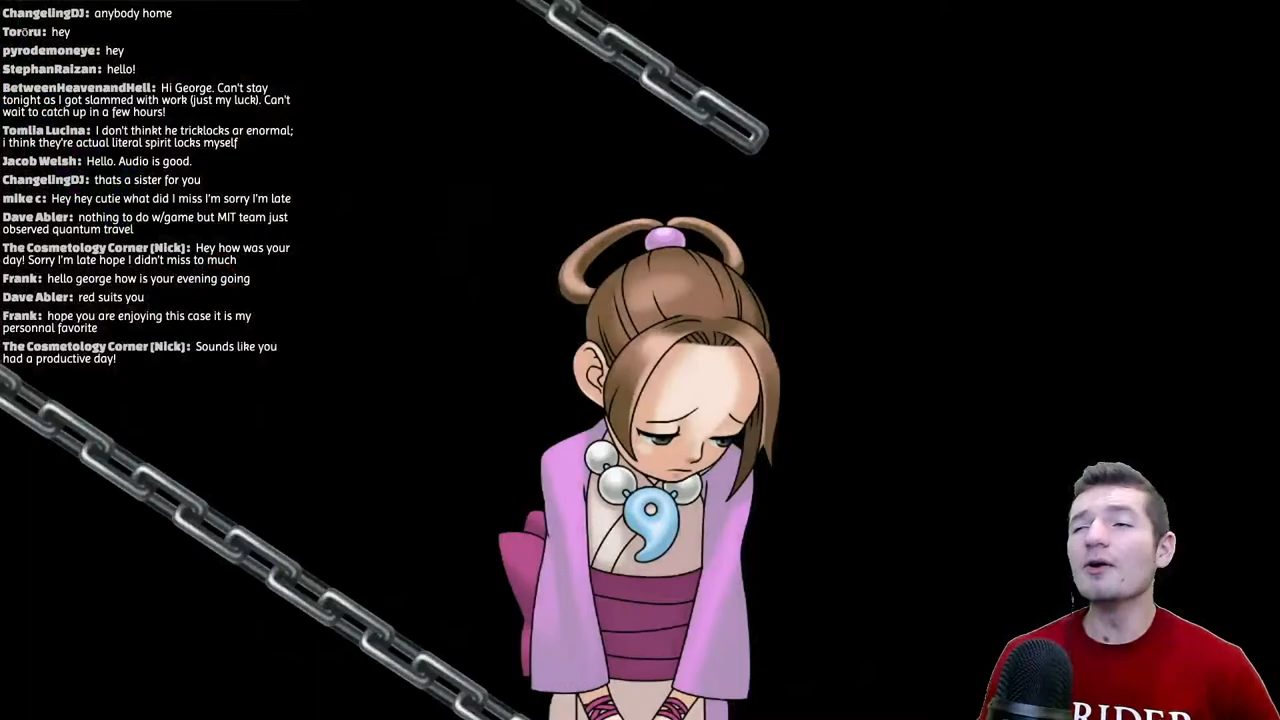 ChangelingDJ: anybody home
Torōru: hey
pyrodemoneye: hey
StephanRaizan: hello!
BetweenHeavenandHell: Hi George. Can't stay
tonight as I got slammed with work (just my luck). Can't
wait to catch up in a few hours!
Tomlia Lucina: I don't thinkt he tricklocks ar enormal;
i think they're actual literal spirit locks myself
Jacob Welsh: Hello. Audio is good.
ChangelingDJ: thats a sister for you
mike c: Hey hey cutie what did I miss I'm sorry I'm late
Dave Abler: nothing to do w/game but MIT team just
observed quantum travel
The Cosmetology Corner [Nick]: Hey how was your
day! Sorry I'm late hope I didn't miss to much
Frank: hello george how is your evening going
Dave Abler: red suits you
Frank: hope you are enjoying this case it is my
personnal favorite
The Cosmetology Corner [Nick]: Sounds like you
had a productive day!
RIDER